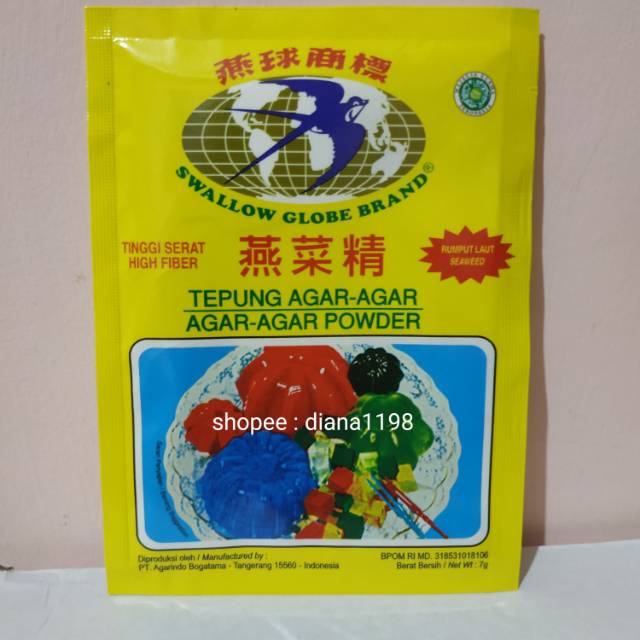 燕球商標
SWALLOW GLOBE BRAND®
TINGGI SERAT
HIGH FIBER
燕菜精
RUMPUT LAUT
SEAWEED
TEPUNG AGAR-AGAR
AGAR-AGAR POWDER
shopee : diana1198
Diproduksi oleh / Manufactured by :
PT. Agarindo Bogatama - Tangerang 15560 - Indonesia
BPOM RI MD. 318531018106
Berat Bersih / Net Wt : 7g